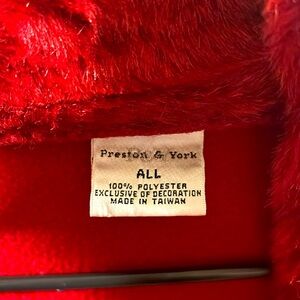 Preston & York
ALL
100% POLYESTER
EXCLUSIVE OF DECORATION
MADE IN TAIWAN